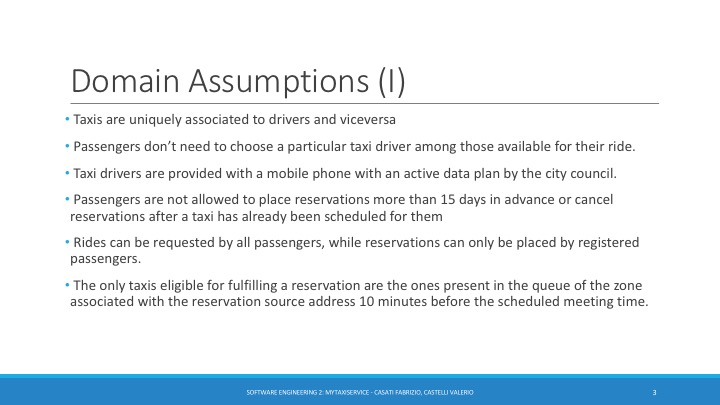 Domain Assumptions (I)
• Taxis are uniquely associated to drivers and viceversa
• Passengers don't need to choose a particular taxi driver among those available for their ride.
• Taxi drivers are provided with a mobile phone with an active data plan by the city council.
• Passengers are not allowed to place reservations more than 15 days in advance or cancel
reservations after a taxi has already been scheduled for them
• Rides can be requested by all passengers, while reservations can only be placed by registered
passengers.
• The only taxis eligible for fulfilling a reservation are the ones present in the queue of the zone
associated with the reservation source address 10 minutes before the scheduled meeting time.
SOFTWARE ENGINEERING 2: MYTAXISERVICE - CASATI FABRIZIO, CASTELLI VALERIO
3